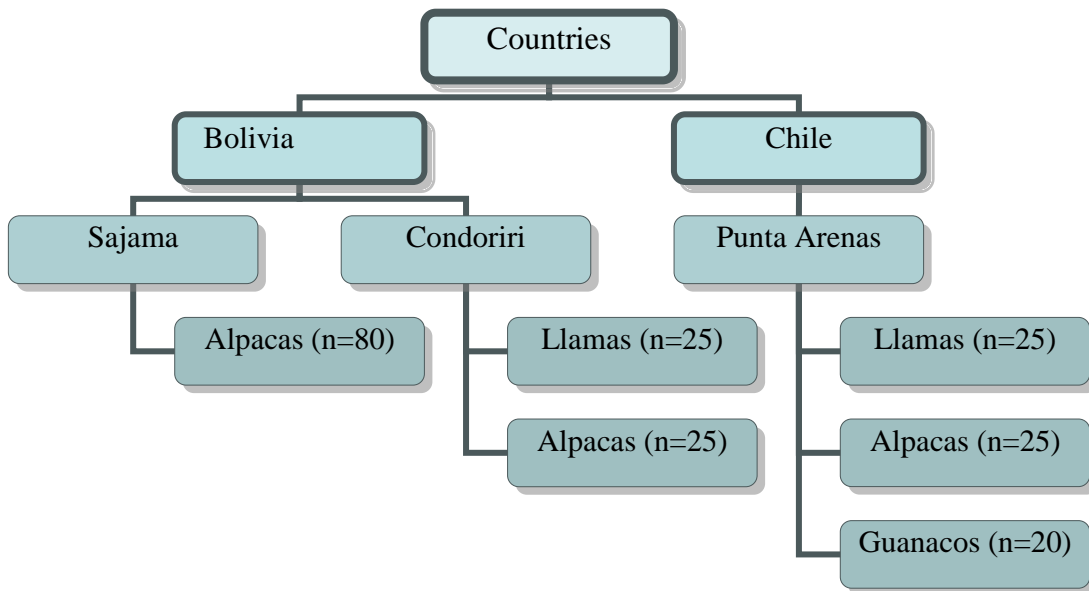 Countries
Bolivia
Chile
Sajama
Condoriri
Punta Arenas
Alpacas (n=80)
Llamas (n=25)
Llamas (n=25)
Alpacas (n=25)
Alpacas (n=25)
Guanacos (n=20)